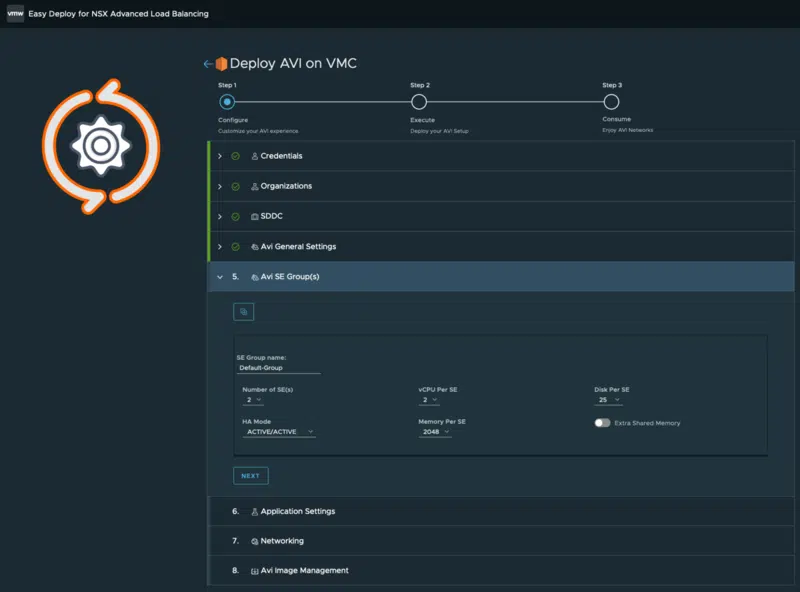 vmw Easy Deploy for NSX Advanced Load Balancing
Deploy AVI on VMC
Step 1 Step 2 Step 3
Configure Execute Consume
Customize your AVI experience Deploy your AVI Setup Enjoy AVI Networks
Credentials
Organizations
SDDC
Avi General Settings
5. Avi SE Group(s)
SE Group name:
Default-Group
Number of SE(s) vCPU Per SE Disk Per SE
2 2 25
HA Mode Memory Per SE Extra Shared Memory
ACTIVE/ACTIVE 2048
NEXT
6. Application Settings
7. Networking
8. Avi Image Management